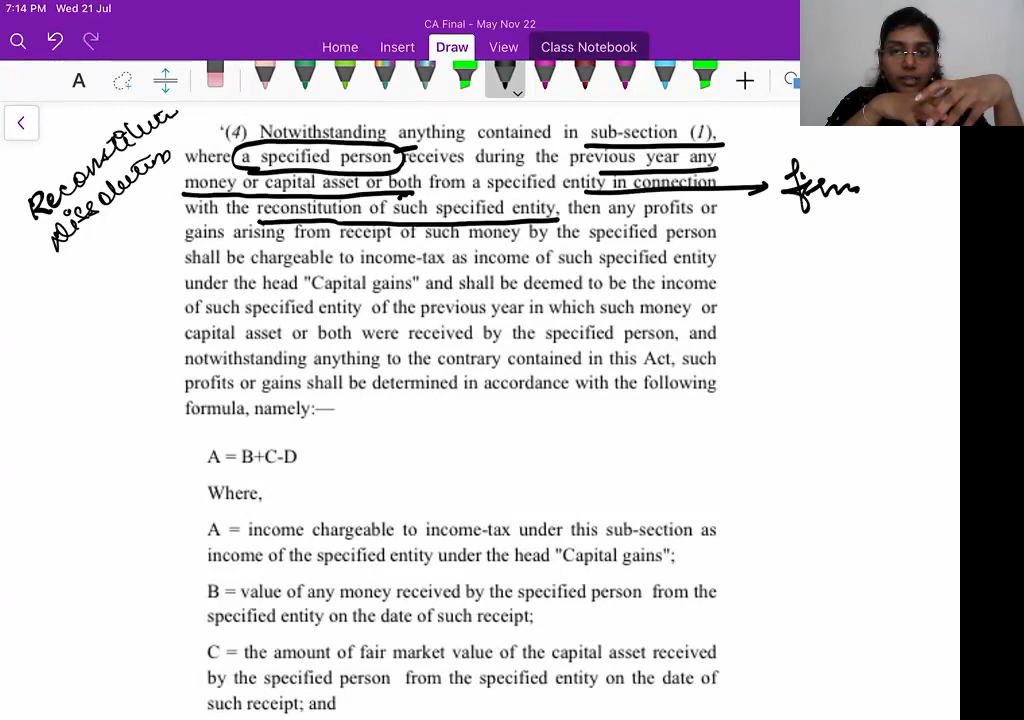 7:14 PM Wed 21 Jul
CA Final - May Nov 22
Home Insert Draw View Class Notebook
A
'(4) Notwithstanding anything contained in sub-section (1),
where a specified person receives during the previous year any
money or capital asset or both from a specified entity in connection
with the reconstitution of such specified entity, then any profits or
gains arising from receipt of such money by the specified person
shall be chargeable to income-tax as income of such specified entity
under the head "Capital gains" and shall be deemed to be the income
of such specified entity of the previous year in which such money or
capital asset or both were received by the specified person, and
notwithstanding anything to the contrary contained in this Act, such
profits or gains shall be determined in accordance with the following
formula, namely:—
A = B+C-D
Where,
A = income chargeable to income-tax under this sub-section as
income of the specified entity under the head "Capital gains";
B = value of any money received by the specified person from the
specified entity on the date of such receipt;
C = the amount of fair market value of the capital asset received
by the specified person from the specified entity on the date of
such receipt; and
firm